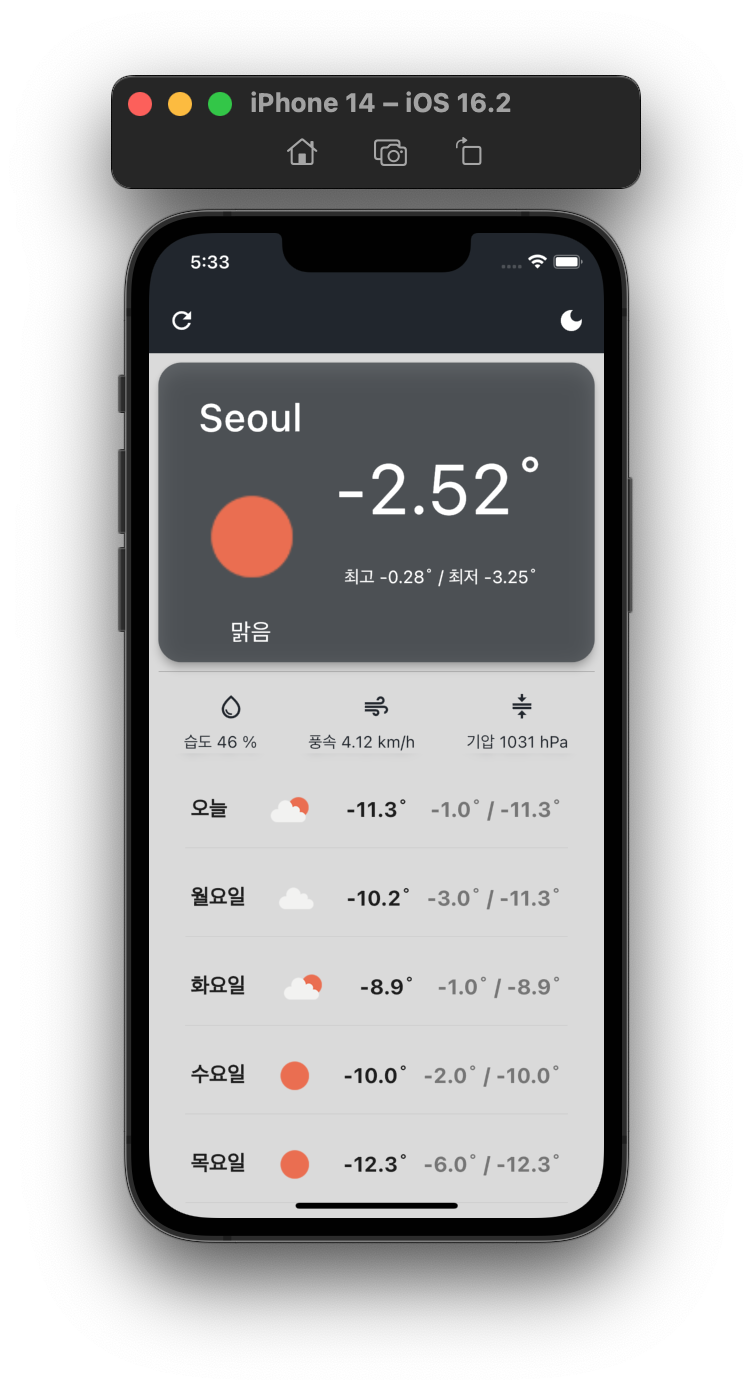 iPhone 14 – iOS 16.2
5:33
Seoul
-2.52°
최고 -0.28° / 최저 -3.25°
맑음
습도 46 % 풍속 4.12 km/h 기압 1031 hPa
오늘 -11.3° -1.0° / -11.3°
월요일 -10.2° -3.0° / -11.3°
화요일 -8.9° -1.0° / -8.9°
수요일 -10.0° -2.0° / -10.0°
목요일 -12.3° -6.0° / -12.3°